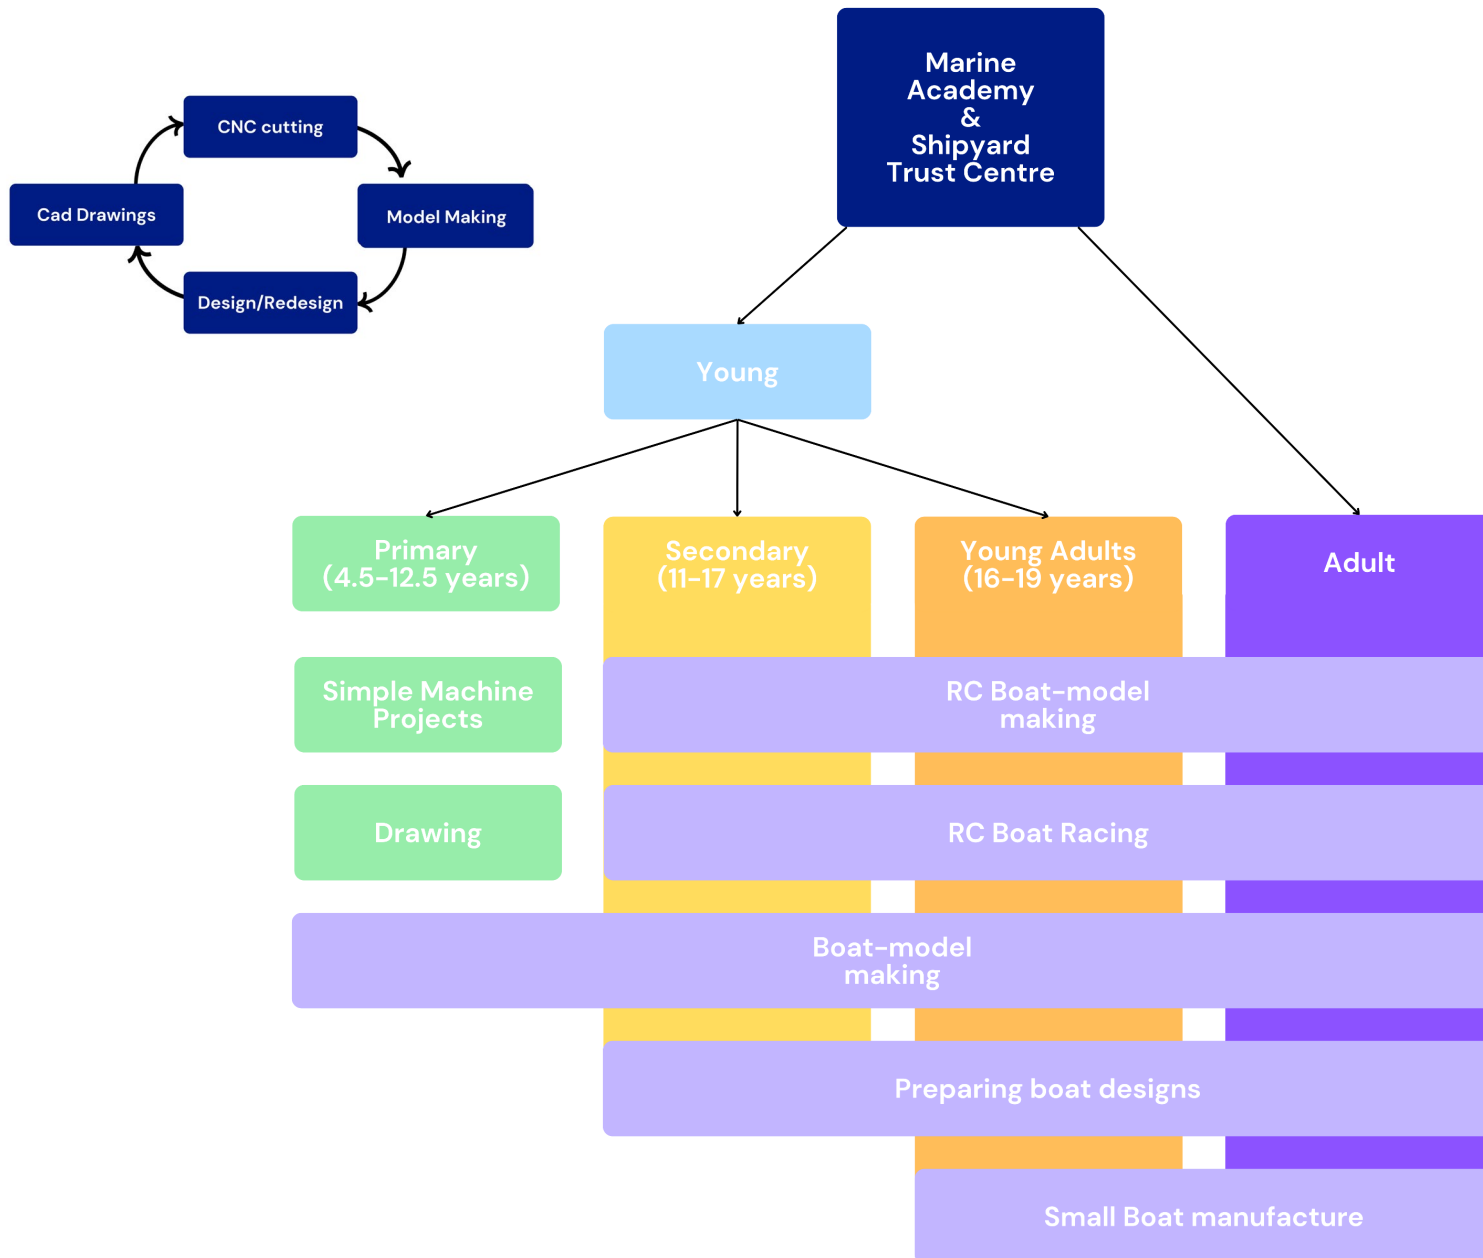 Marine
Academy
&
Shipyard
Trust Centre
CNC cutting
Cad Drawings
Model Making
Design/Redesign
Young
Primary
(4.5-12.5 years)
Secondary
(11-17 years)
Young Adults
(16-19 years)
Adult
Simple Machine
Projects
RC Boat-model
making
Drawing
RC Boat Racing
Boat-model
making
Preparing boat designs
Small Boat manufacture